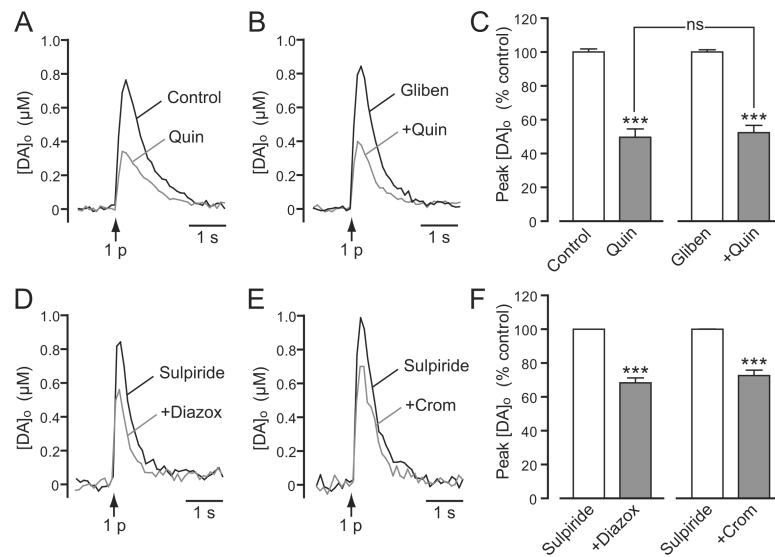 A
[DA]o (µM)
1.0
0.8
0.6
0.4
0.2
0
Control
Quin
1 p
1 s
B
[DA]o (µM)
1.0
0.8
0.6
0.4
0.2
0
Gliben
+Quin
1 p
1 s
C
Peak [DA]o (% control)
120
100
80
60
40
20
0
ns
***
***
Control
Quin
Gliben
+Quin
D
[DA]o (µM)
1.0
0.8
0.6
0.4
0.2
0
Sulpiride
+Diazox
1 p
1 s
E
[DA]o (µM)
1.0
0.8
0.6
0.4
0.2
0
Sulpiride
+Crom
1 p
1 s
F
Peak [DA]o (% control)
120
100
80
60
40
20
0
***
***
Sulpiride
+Diazox
Sulpiride
+Crom